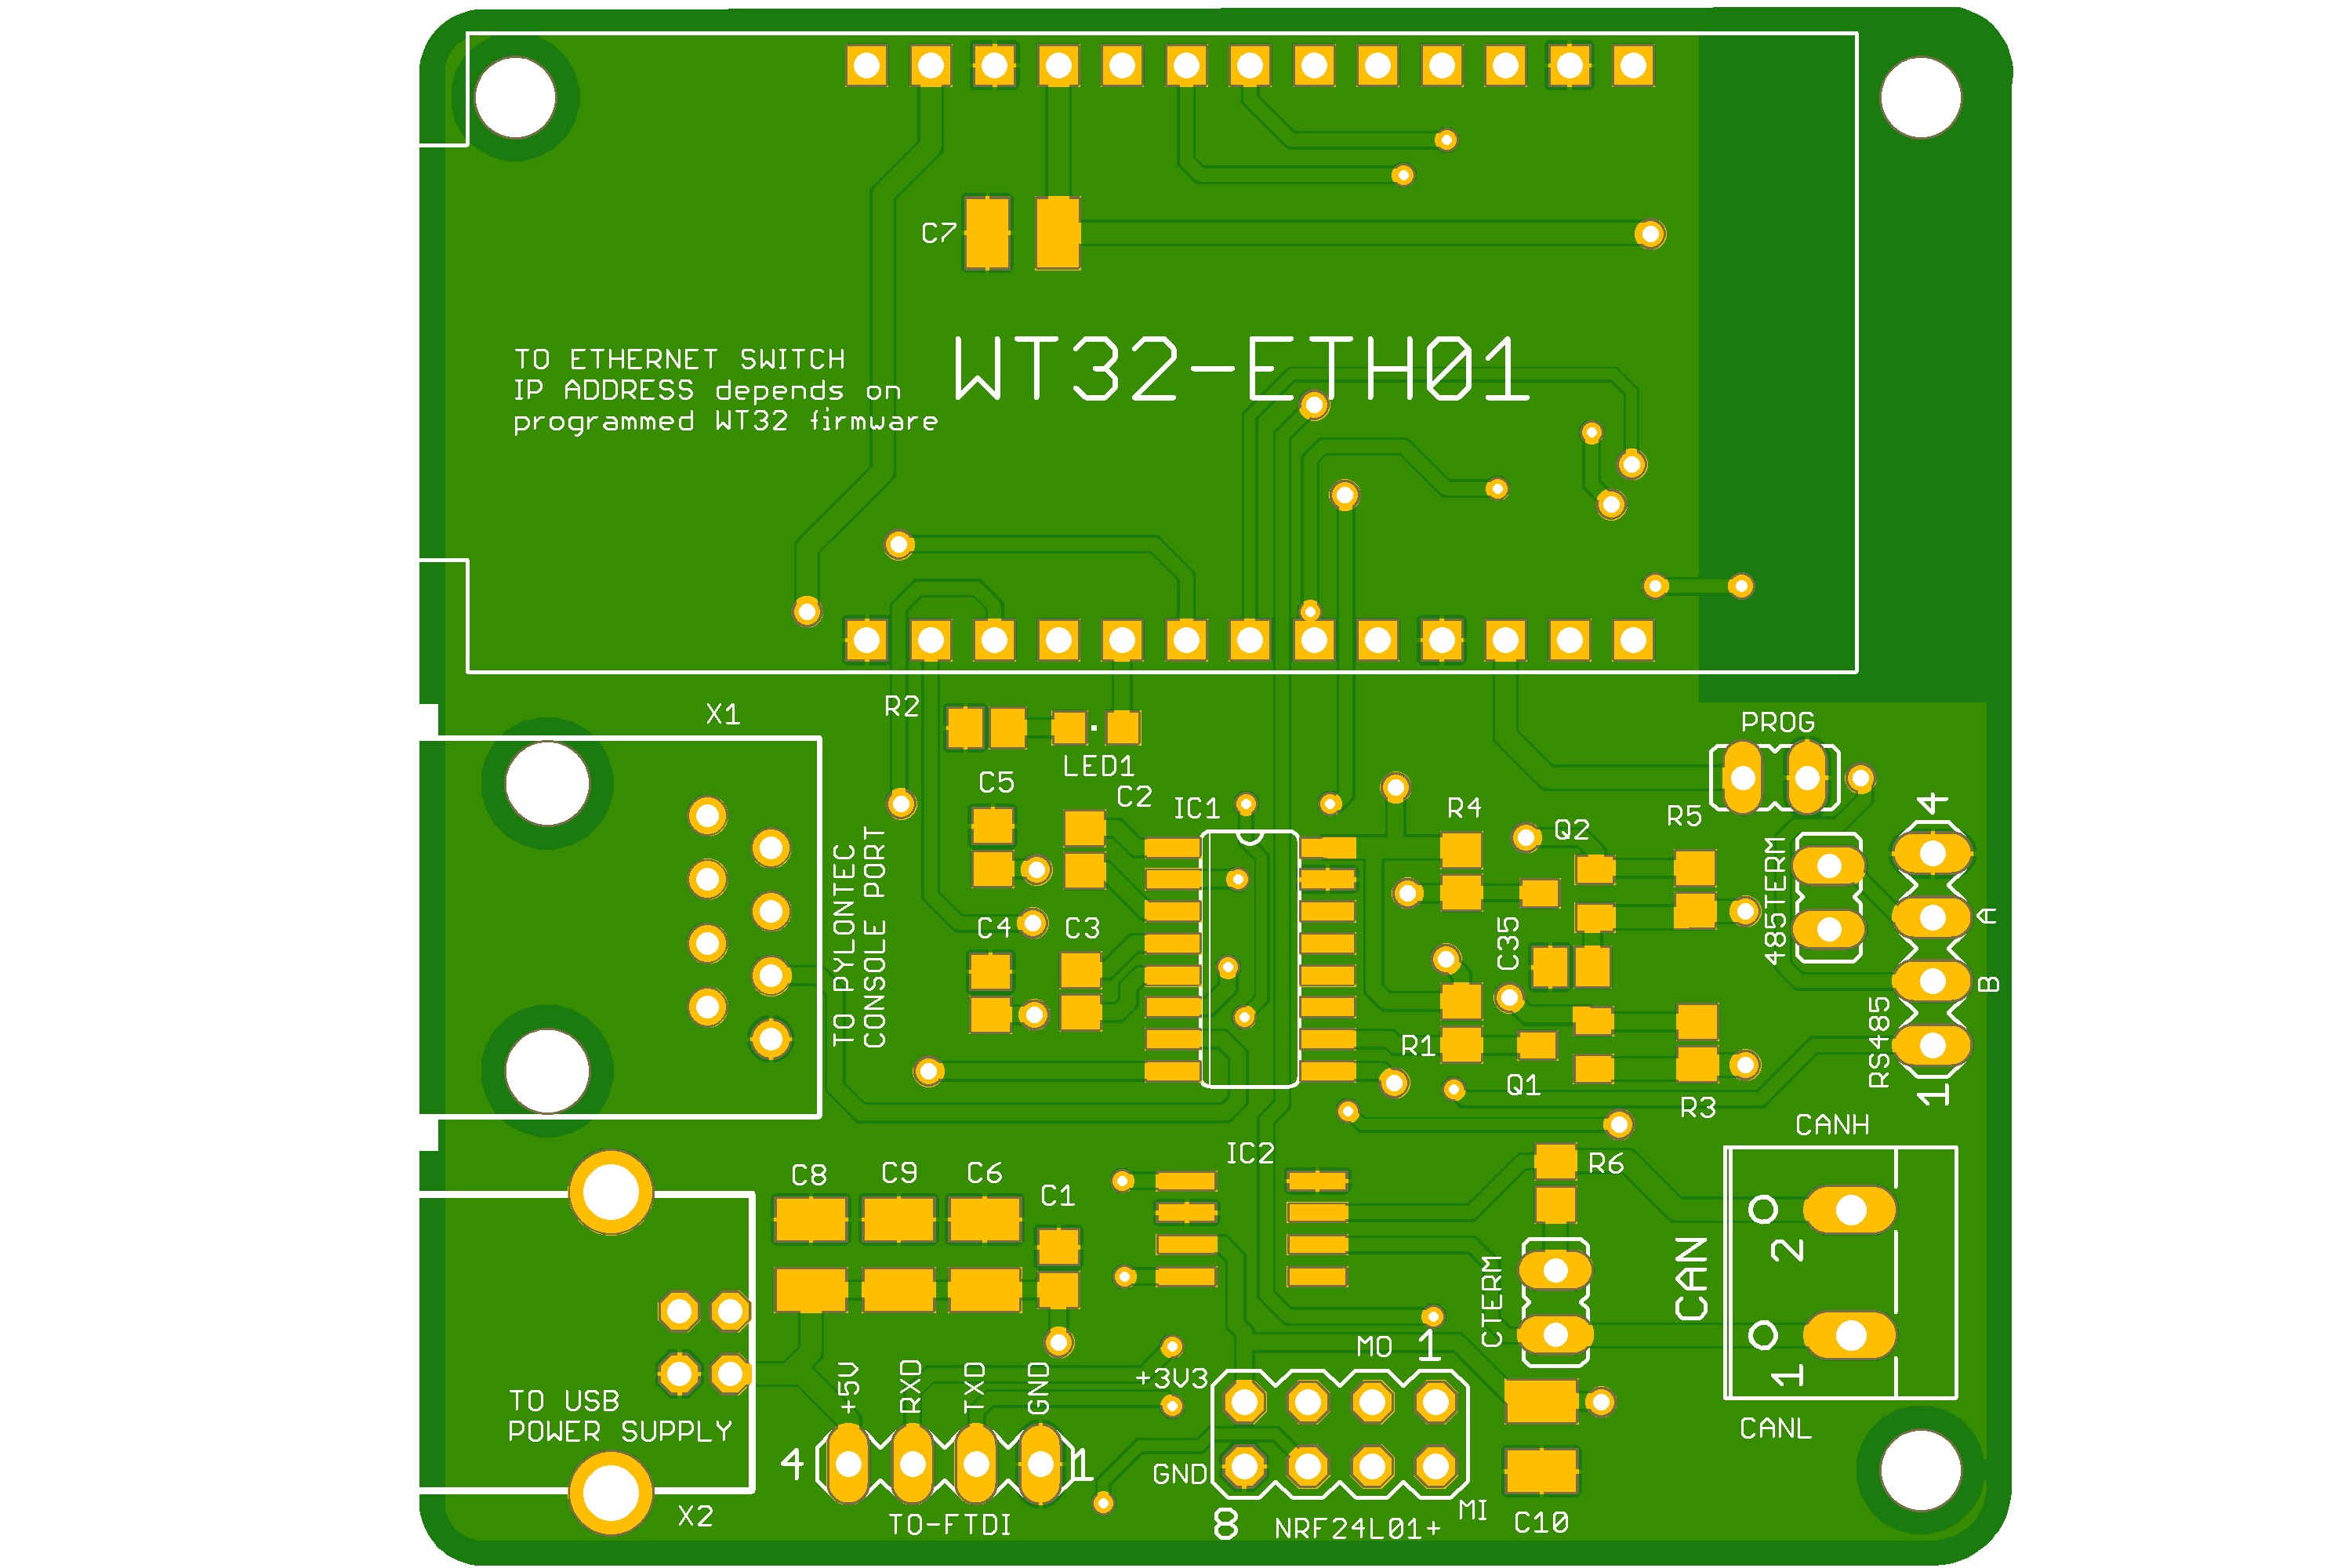 C7
WT32-ETH01
TO ETHERNET SWITCH
IP ADDRESS depends on
programmed WT32 firmware
X1
R2
PROG
LED1
C5
C2
IC1
R4
R5
4
Q2
485TERM
TO PYLONTEC
CONSOLE PORT
C4
C3
C35
A
B
RS485
1
R1
Q1
R3
CANH
IC2
R6
C8
C9
C6
C1
CAN
2
1
CTERM
MO
1
+3V3
+5V
RXD
TXD
GND
TO USB
POWER SUPPLY
CANL
4
1
GND
X2
TO-FTDI
8
NRF24L01+
MI
C10